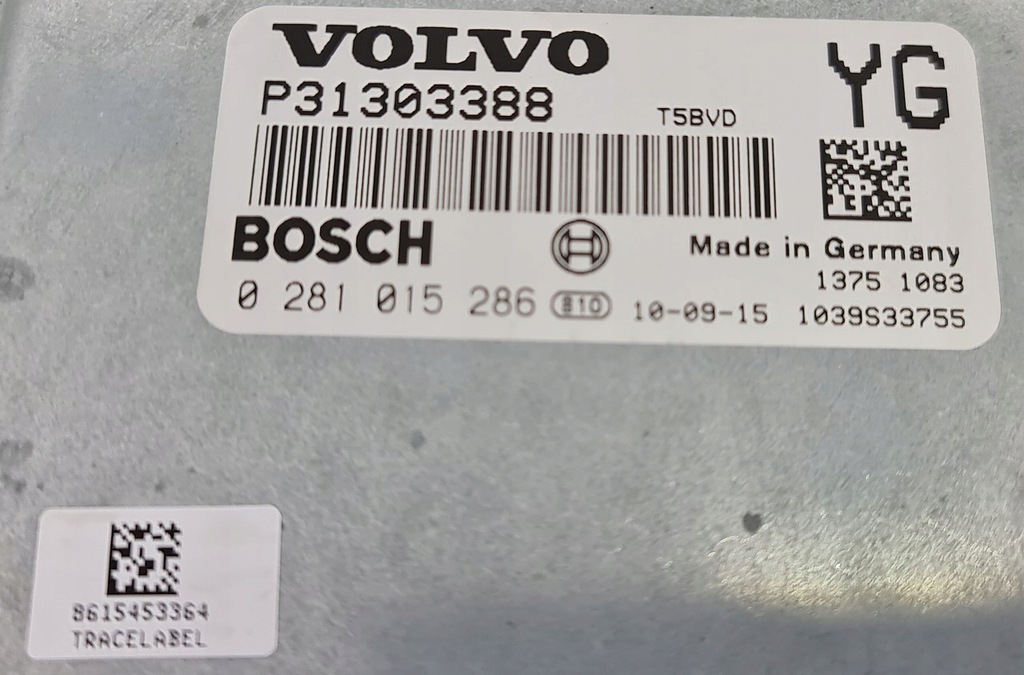 VOLVO
YG
P31303388
T5BVD
BOSCH
Made in Germany
1375 1083
0 281 015 286 810 10-09-15 1039S33755
8615453364
TRACELABEL